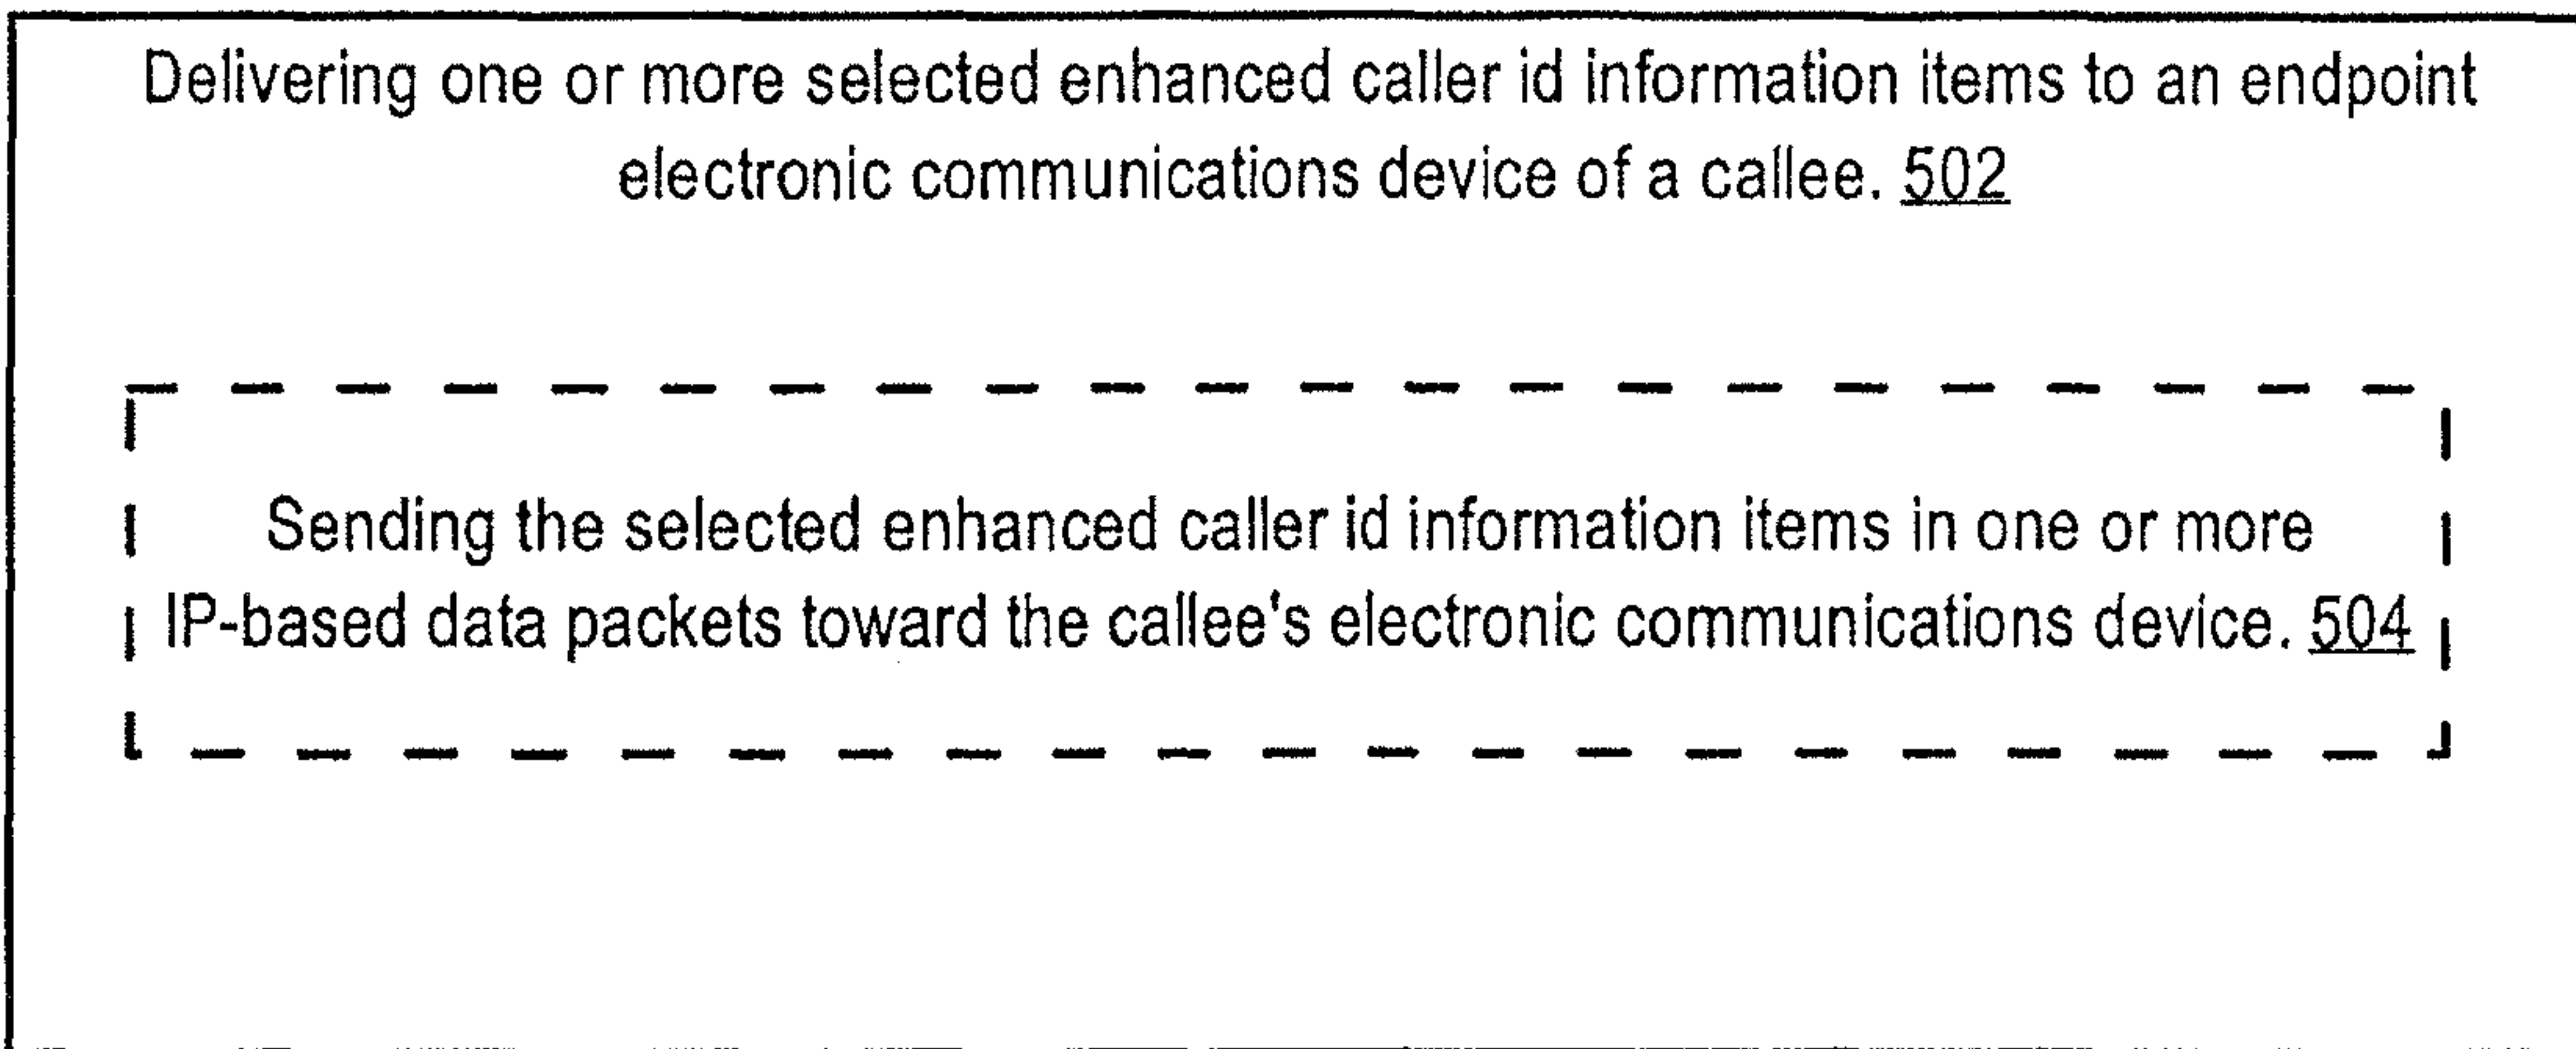 Delivering one or more selected enhanced caller id information items to an endpoint
electronic communications device of a callee. 502
Sending the selected enhanced caller id information items in one or more
IP-based data packets toward the callee's electronic communications device. 504